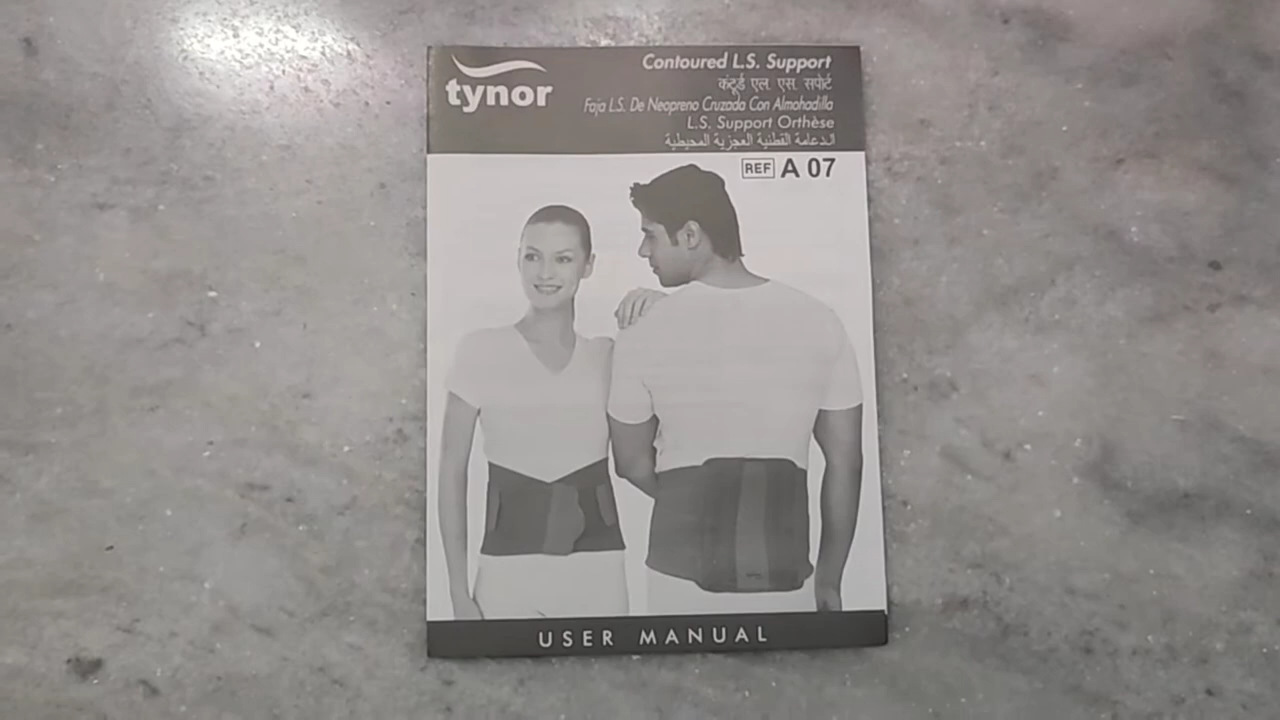 tynor
Contoured L.S. Support
कंटूर्ड एल. एस. सपोर्ट
Faja L.S. De Neopreno Cruzada Con Almohadilla
L.S. Support Orthèse
الدعامة القطنية العجزية المحيطية
REF A 07
USER MANUAL